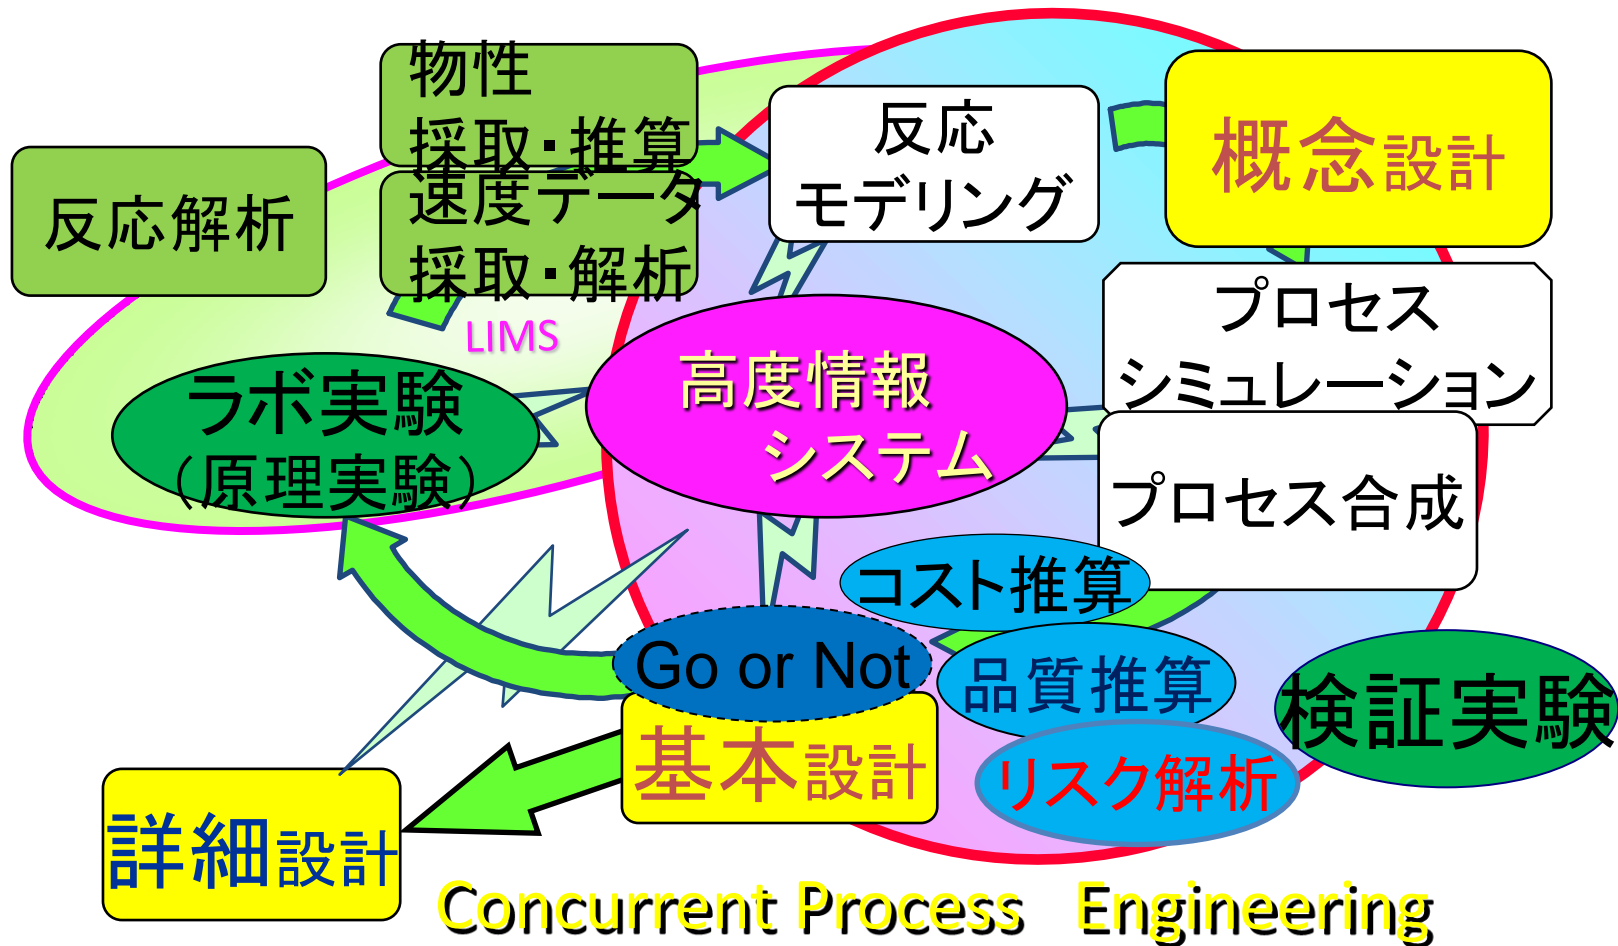 物性
採取・推算
反応
モデリング
概念設計
反応解析
速度データ
採取・解析
LIMS
プロセス
シミュレーション
高度情報
システム
ラボ実験
（原理実験）
プロセス合成
コスト推算
Go or Not
品質推算
検証実験
基本設計
リスク解析
詳細設計
Concurrent Process Engineering